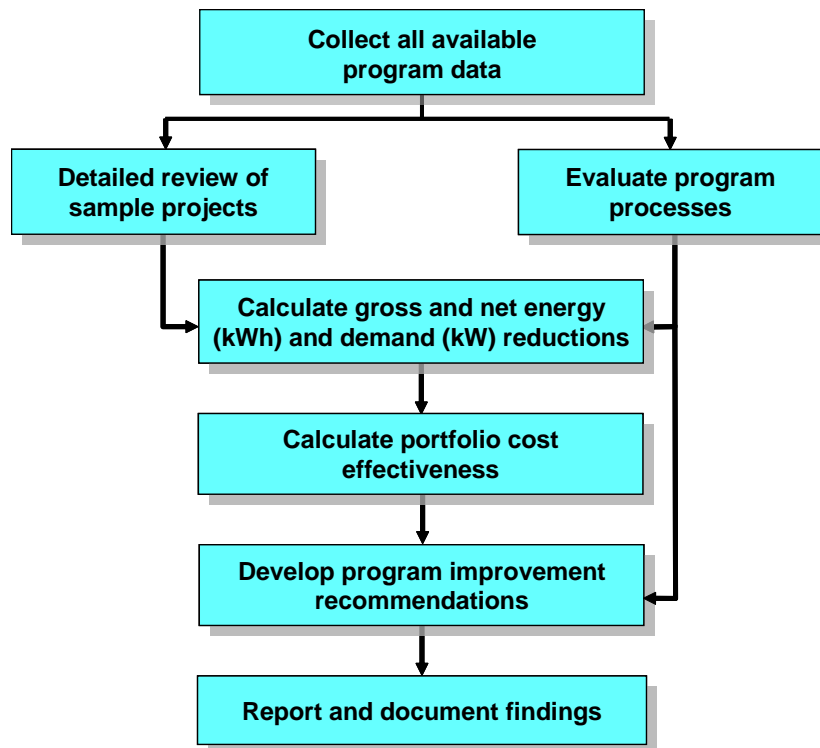 Collect all available
program data
Detailed review of
sample projects
Evaluate program
processes
Calculate gross and net energy
(kWh) and demand (kW) reductions
Calculate portfolio cost
effectiveness
Develop program improvement
recommendations
Report and document findings